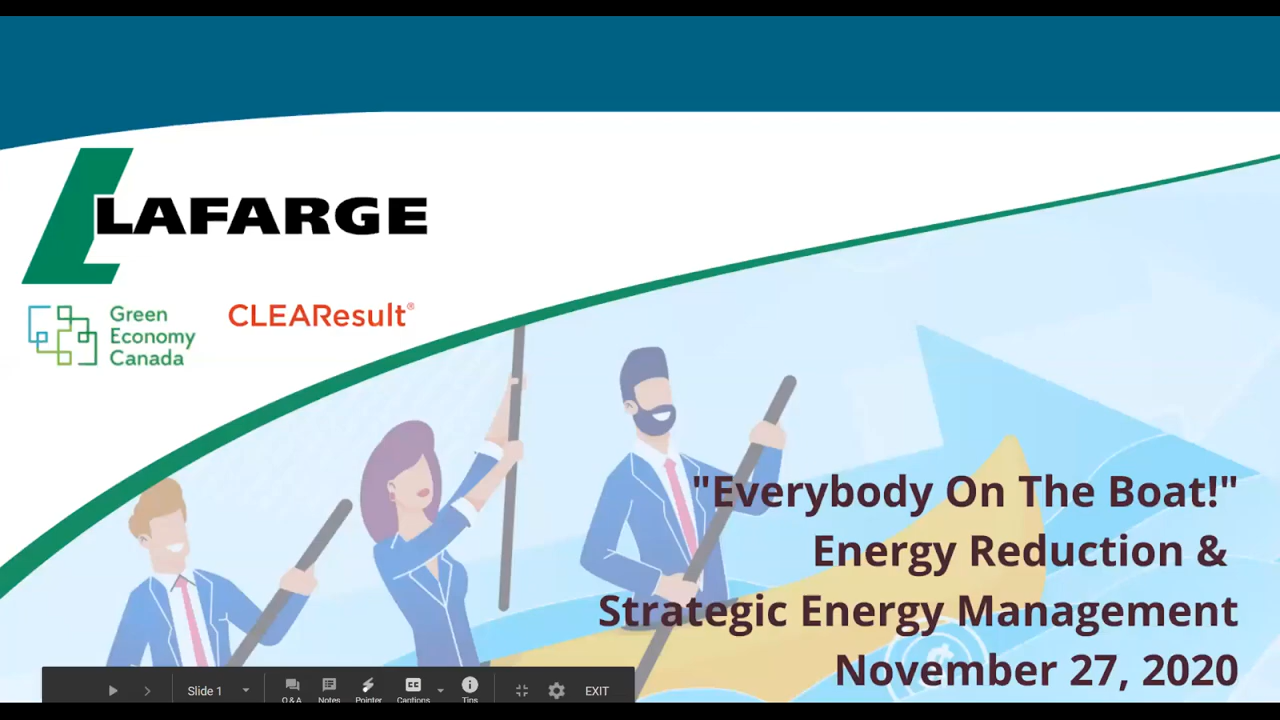 LAFARGE
Green
Economy
Canada
CLEAResult®
"Everybody On The Boat!"
Energy Reduction &
Strategic Energy Management
November 27, 2020
Slide 1
Q & A
Notes
Pointer
Captions
Tips
CC
EXIT